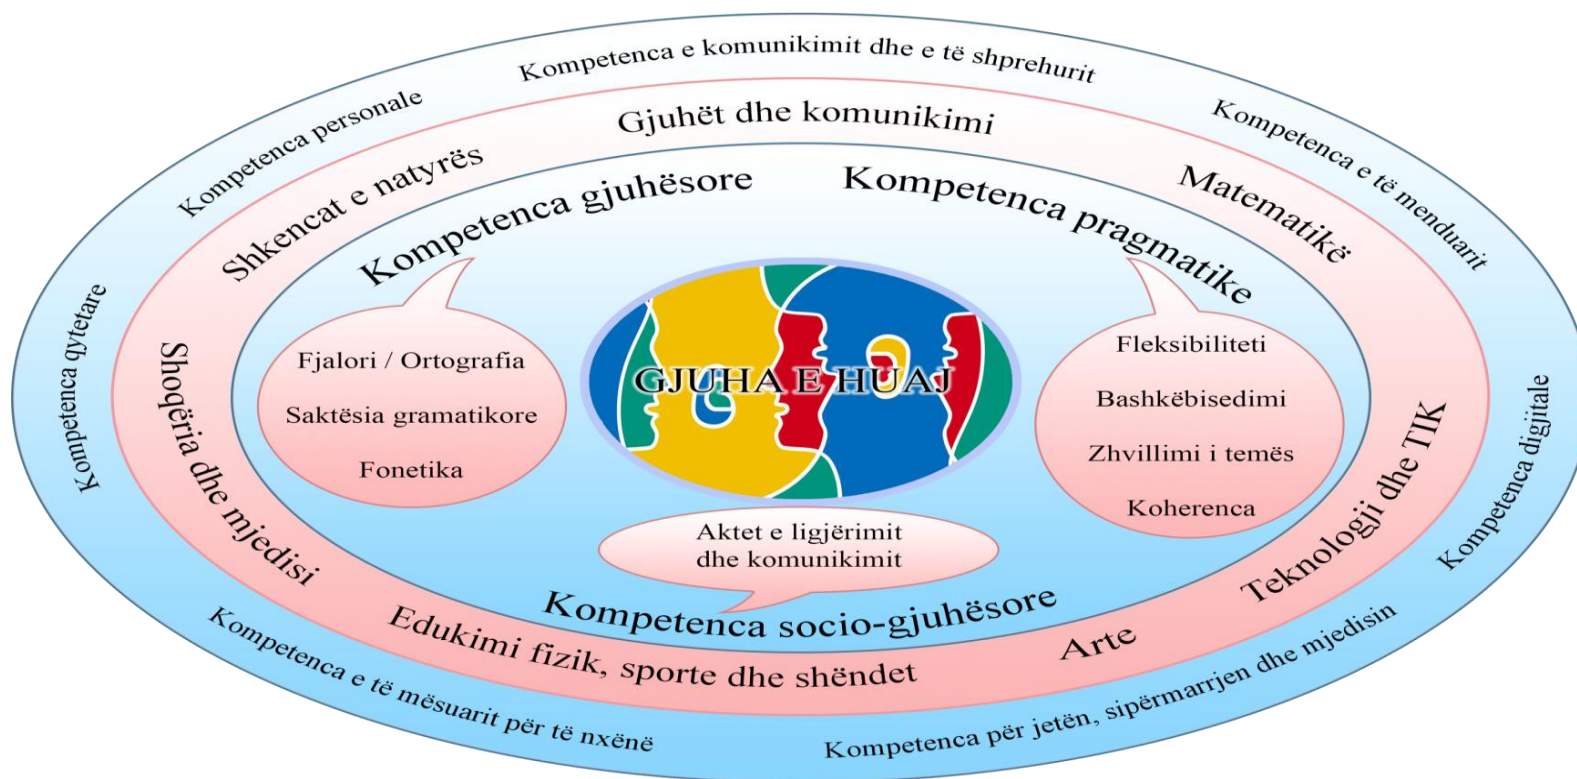 Kompetenca e komunikimit dhe e të shprehurit
Kompetenca personale
Kompetenca e të menduarit
Kompetenca qytetare
Kompetenca digjitale
Kompetenca e të mësuarit për të nxënë
Kompetenca për jetën, sipërmarrjen dhe mjedisin
Gjuhët dhe komunikimi
Shkencat e natyrës
Matematikë
Shoqëria dhe mjedisi
Teknologji dhe TIK
Edukimi fizik, sporte dhe shëndet
Arte
Kompetenca gjuhësore
Kompetenca pragmatike
Fjalori / Ortografia
Saktësia gramatikore
Fonetika
GJUHA E HUAJ
Fleksibiliteti
Bashkëbisedimi
Zhvillimi i temës
Koherenca
Aktet e ligjërimit
dhe komunikimit
Kompetenca socio-gjuhësore